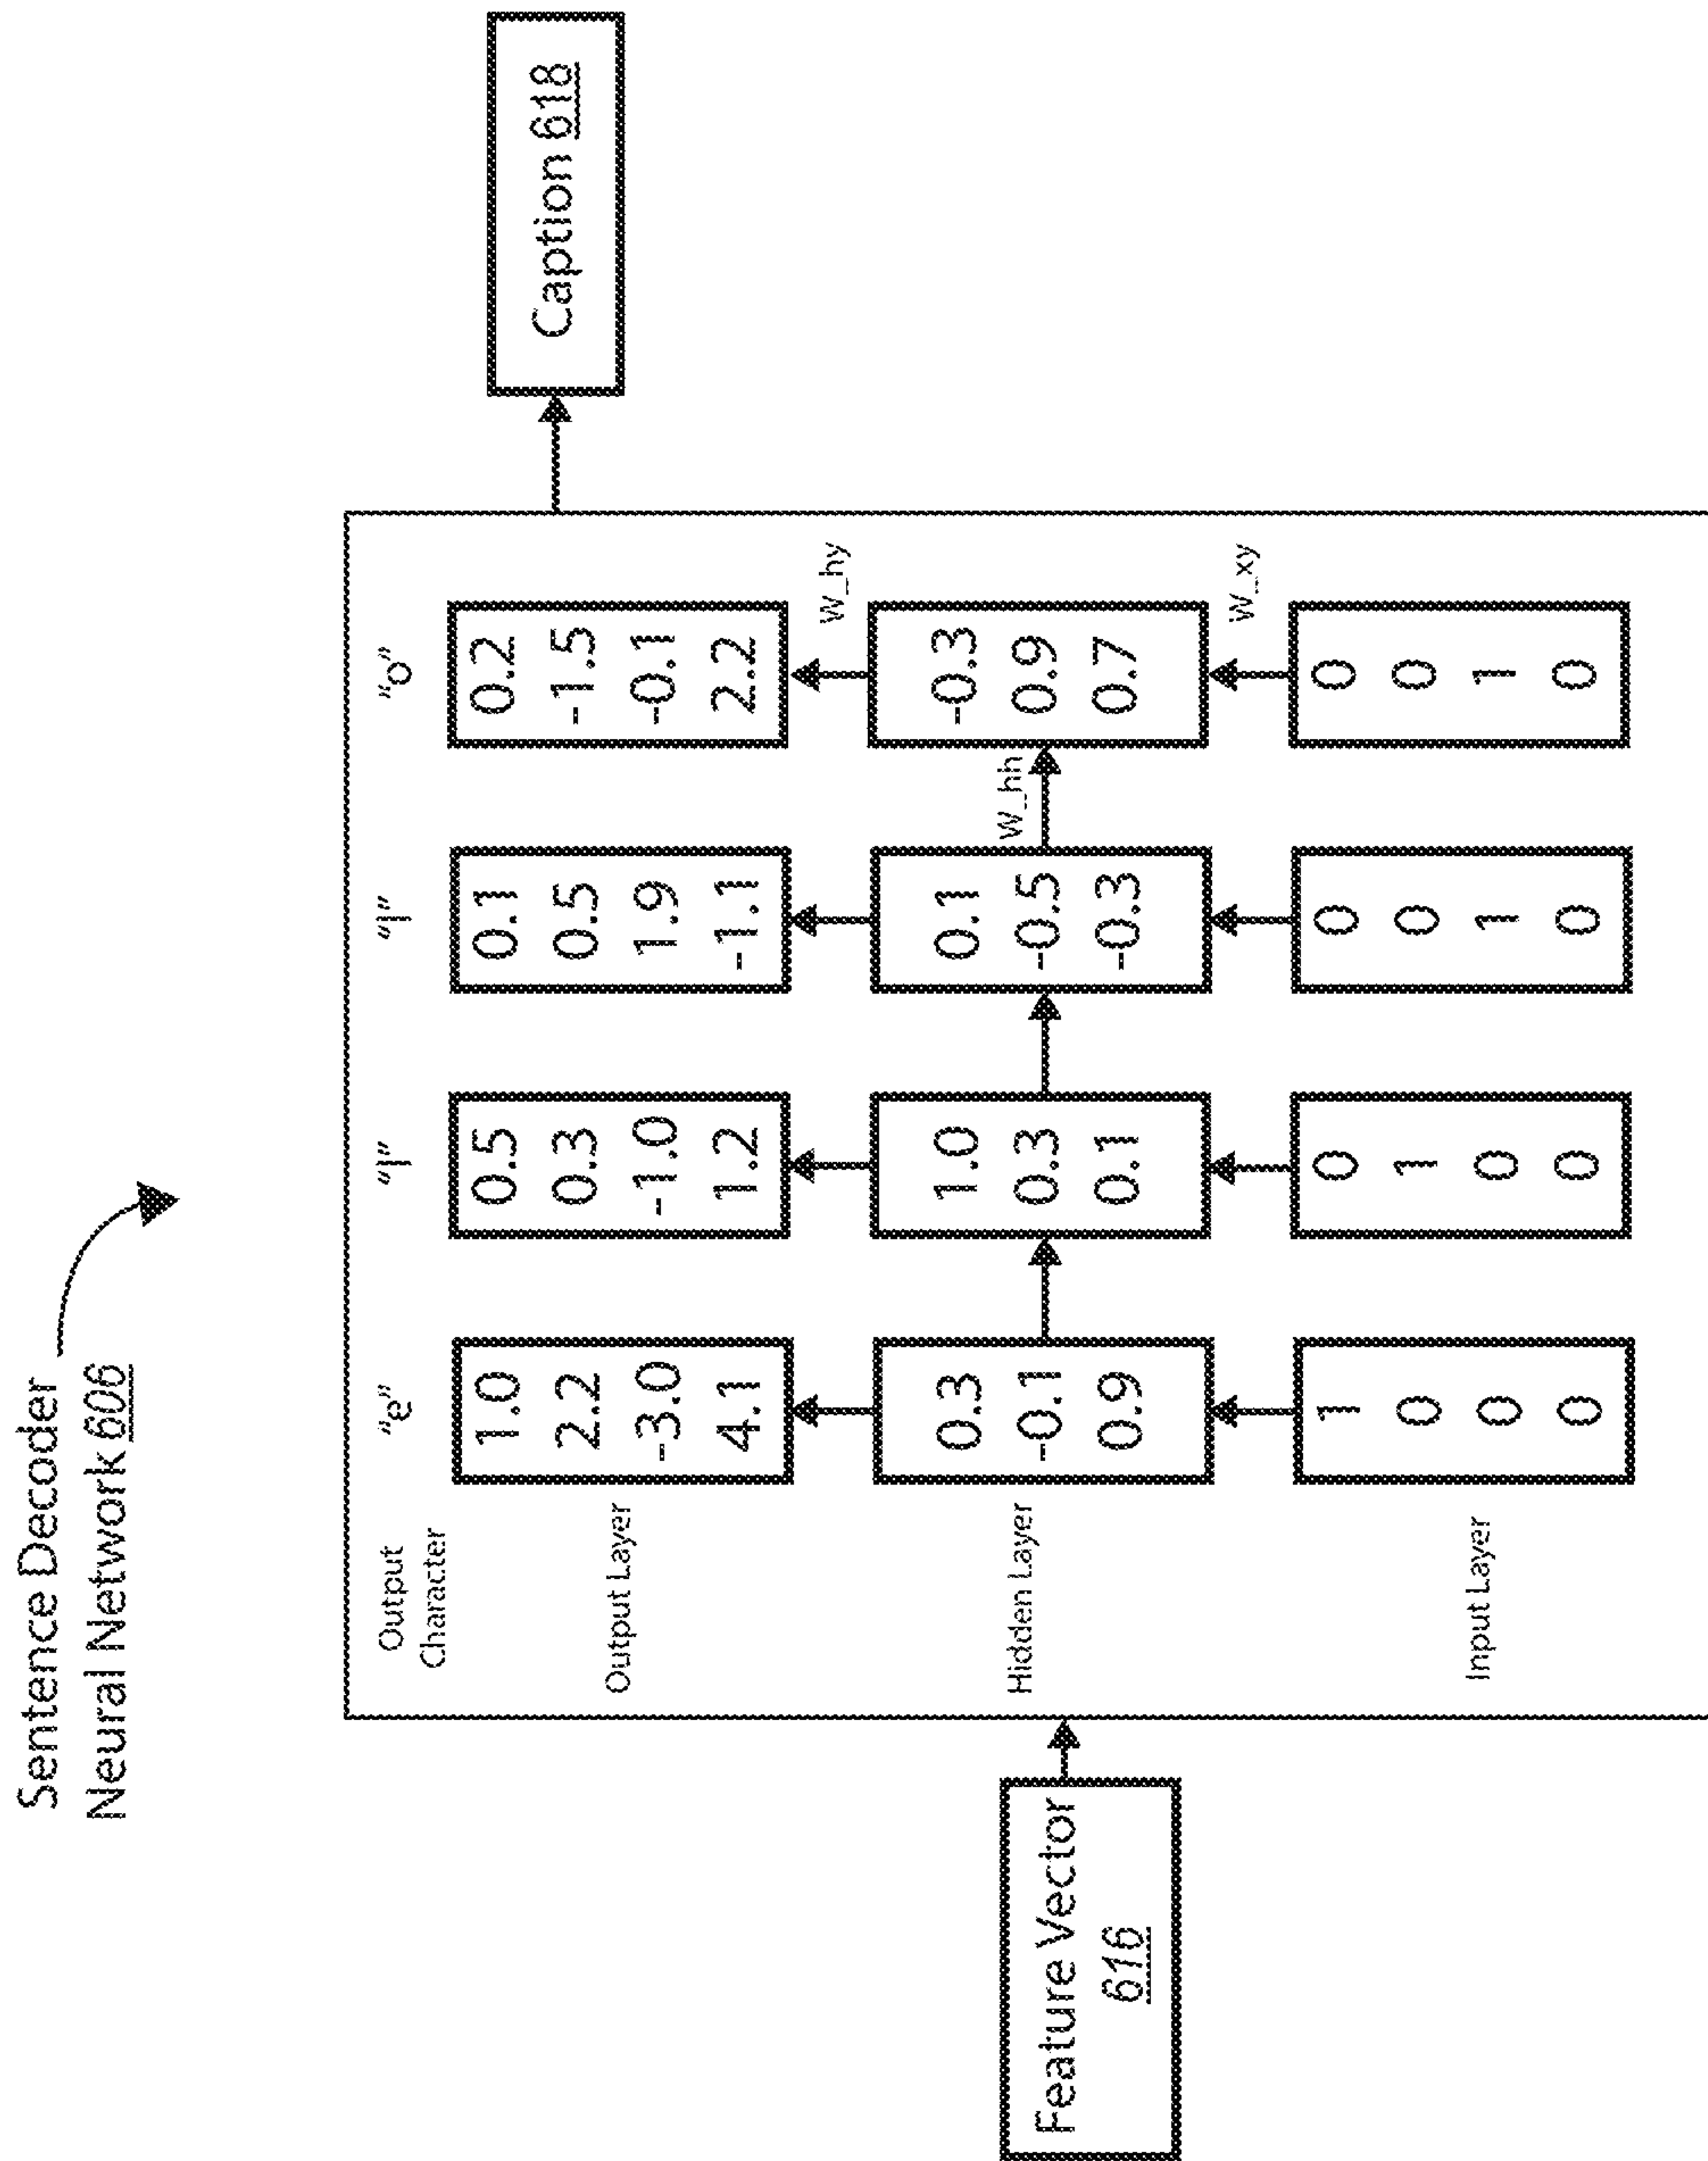 Sentence Decoder
Neural Network 606
Output
Character
"e"
"l"
"l"
"o"
Output Layer
1.0
2.2
-3.0
4.1
0.5
0.3
-1.0
1.2
0.1
0.5
1.9
-1.1
0.2
-1.5
-0.1
2.2
W_hy
Hidden Layer
0.3
-0.1
0.9
1.0
0.3
0.1
0.1
-0.5
-0.3
W_hh
-0.3
0.9
0.7
W_xy
Input Layer
1
0
0
0
0
1
0
0
0
0
1
0
0
0
1
0
Feature Vector
616
Caption 618